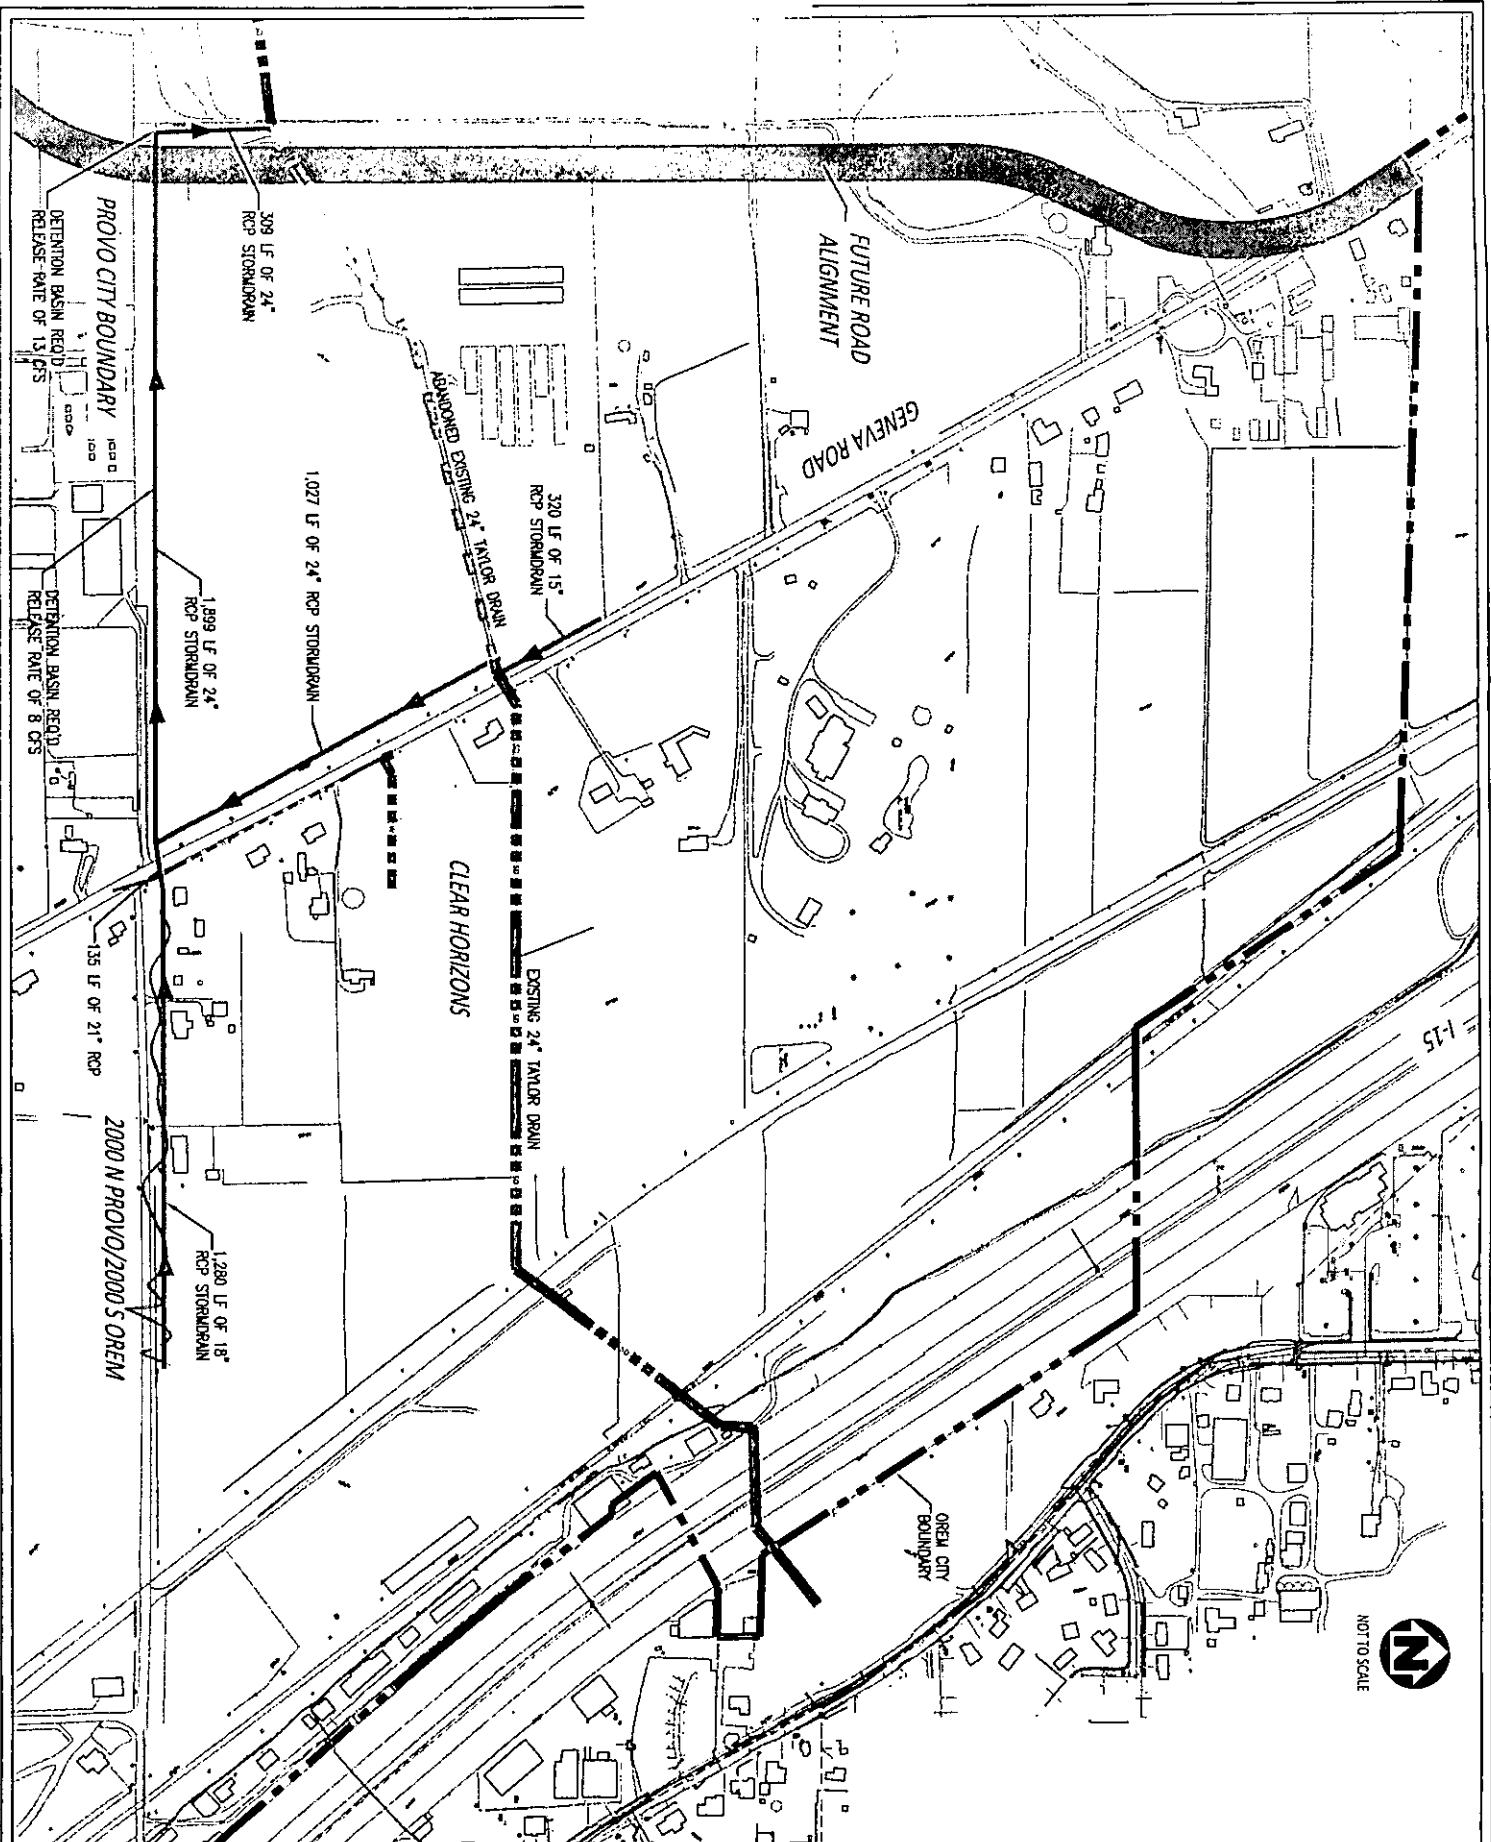 N
NOT TO SCALE
I-15
OREM CITY
BOUNDARY
FUTURE ROAD
ALIGNMENT
GENEVA ROAD
320 LF OF 15"
RCP STORMDRAIN
ABANDONED EXISTING 24" TAYLOR DRAIN
EXISTING 24" TAYLOR DRAIN
CLEAR HORIZONS
1,027 LF OF 24" RCP STORMDRAIN
309 LF OF 24"
RCP STORMDRAIN
1,899 LF OF 24"
RCP STORMDRAIN
1,280 LF OF 18"
RCP STORMDRAIN
PROVO CITY BOUNDARY
2000 N PROVO/2000 S OREM
135 LF OF 21" RCP
DETENTION BASIN REQ'D
RELEASE RATE OF 13 CFS
DETENTION BASIN REQ'D
RELEASE RATE OF 8 CFS